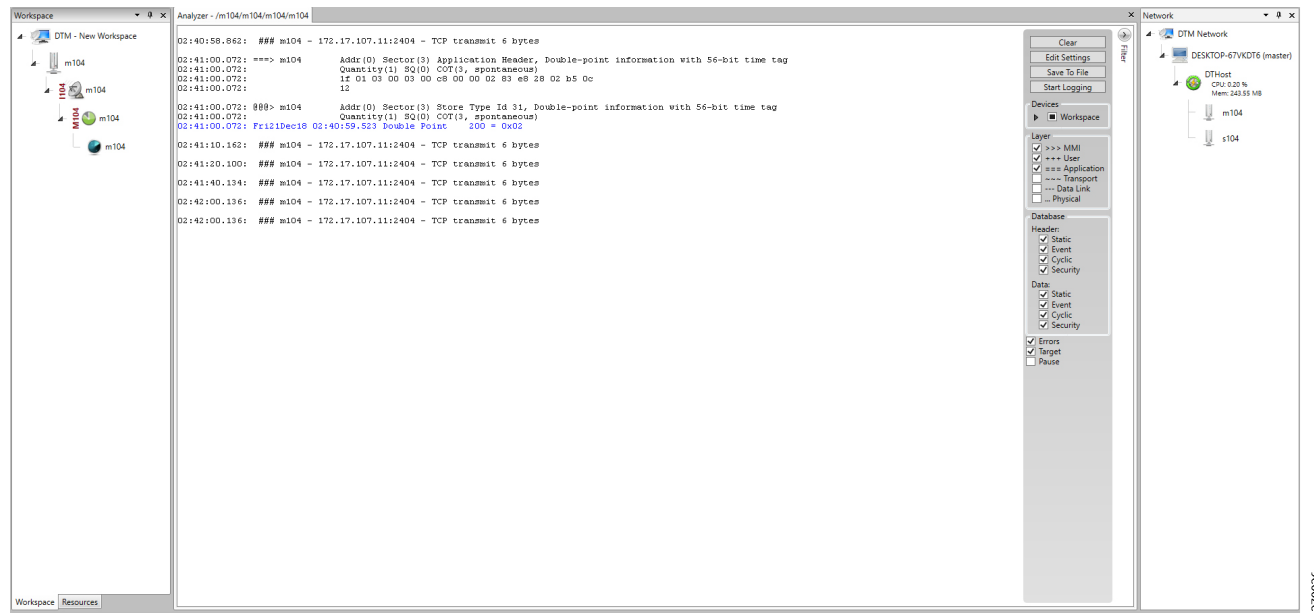 Workspace
DTM - New Workspace
m104
I104 m104
M104 m104
m104
Workspace Resources
Analyzer - /m104/m104/m104/m104
02:40:58.862: ### m104 - 172.17.107.11:2404 - TCP transmit 6 bytes
02:41:00.072: ===> m104 Addr(0) Sector(3) Application Header, Double-point information with 56-bit time tag
02:41:00.072: Quantity(1) SQ(0) COT(3, spontaneous)
02:41:00.072: 1f 01 03 00 03 00 c8 00 00 02 83 e8 28 02 b5 0c
02:41:00.072: 12
02:41:00.072: @@@> m104 Addr(0) Sector(3) Store Type Id 31, Double-point information with 56-bit time tag
02:41:00.072: Quantity(1) SQ(0) COT(3, spontaneous)
02:41:00.072: Fri21Dec18 02:40:59.523 Double Point 200 = 0x02
02:41:10.162: ### m104 - 172.17.107.11:2404 - TCP transmit 6 bytes
02:41:20.100: ### m104 - 172.17.107.11:2404 - TCP transmit 6 bytes
02:41:40.134: ### m104 - 172.17.107.11:2404 - TCP transmit 6 bytes
02:42:00.136: ### m104 - 172.17.107.11:2404 - TCP transmit 6 bytes
02:42:00.136: ### m104 - 172.17.107.11:2404 - TCP transmit 6 bytes
Clear
Edit Settings
Save To File
Start Logging
Devices
Workspace
Layer
>>> MMI
+++ User
=== Application
~~~ Transport
--- Data Link
... Physical
Database
Header:
Static
Event
Cyclic
Security
Data:
Static
Event
Cyclic
Security
Errors
Target
Pause
Filter
Network
DTM Network
DESKTOP-67VKDT6 (master)
DTHost
CPU: 0.20 %
Mem: 243.55 MB
m104
s104